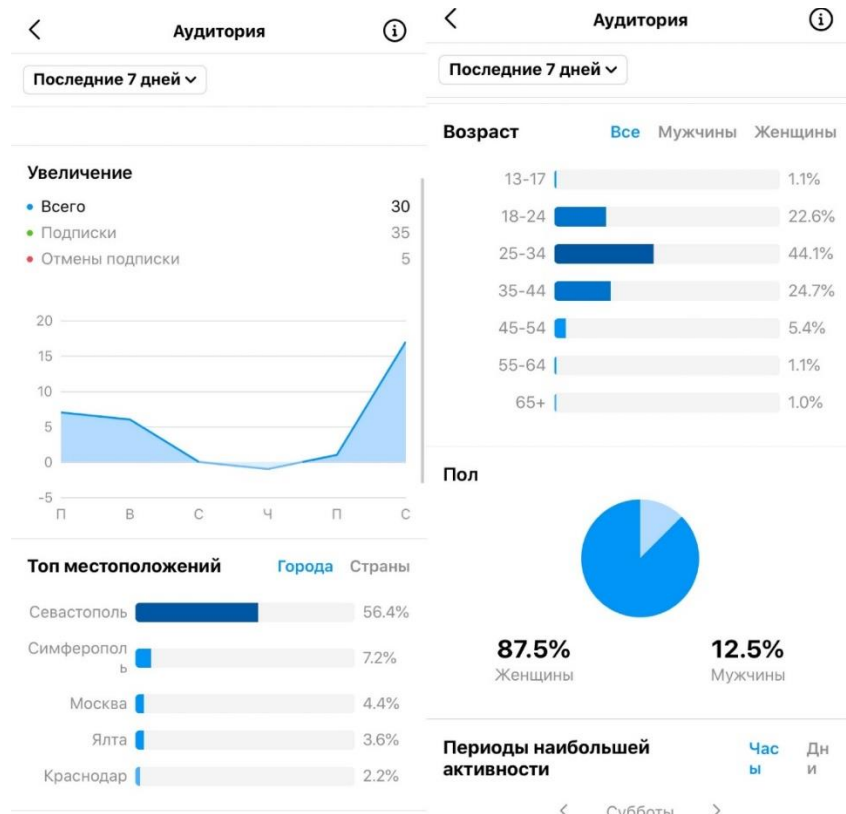 Аудитория
Последние 7 дней
Увеличение
Всего 30
Подписки 35
Отмены подписки 5
20
15
10
5
0
-5
П В С Ч П С
Топ местоположений Города Страны
Севастополь 56.4%
Симферопол
ь 7.2%
Москва 4.4%
Ялта 3.6%
Краснодар 2.2%
Аудитория
Последние 7 дней
Возраст Все Мужчины Женщины
13-17 1.1%
18-24 22.6%
25-34 44.1%
35-44 24.7%
45-54 5.4%
55-64 1.1%
65+ 1.0%
Пол
87.5% 12.5%
Женщины Мужчины
Периоды наибольшей Час Дн
активности ы и
Субботы